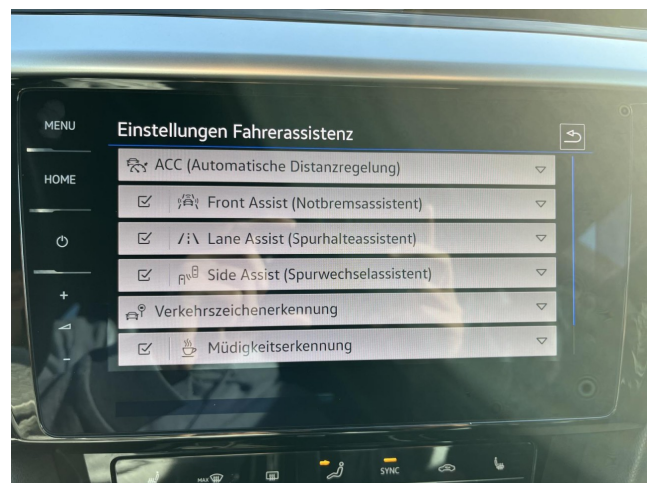 MENU
Einstellungen Fahrerassistenz
ACC (Automatische Distanzregelung)
HOME
Front Assist (Notbremsassistent)
Lane Assist (Spurhalteassistent)
Side Assist (Spurwechselassistent)
+
Verkehrszeichenerkennung
-
Müdigkeitserkennung
MAX
SYNC